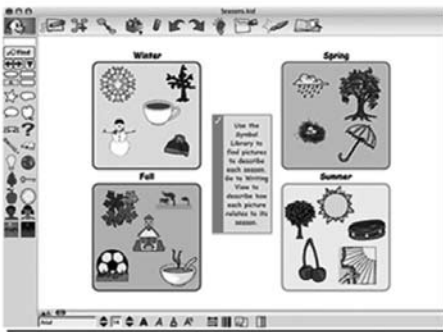 Seasons.kid
Find
Winter
Spring
Use the
Symbol
Library to
find pictures
to describe
each season.
Go to Writing
View to
describe how
each picture
relates to its
season.
Fall
Summer